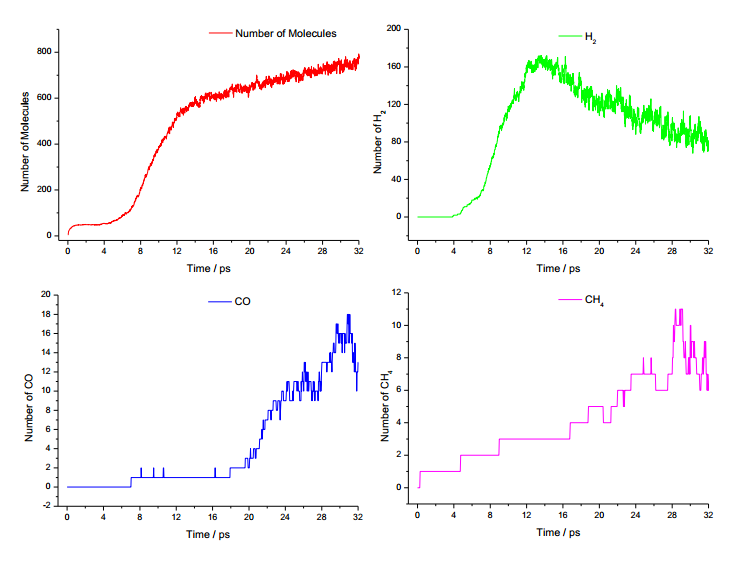 Number of Molecules
Number of Molecules
800
600
400
200
0
0 4 8 12 16 20 24 28 32
Time / ps
H₂
Number of H₂
200
160
120
80
40
0
0 4 8 12 16 20 24 28 32
Time / ps
CO
Number of CO
20
18
16
14
12
10
8
6
4
2
0
-2
0 4 8 12 16 20 24 28 32
Time / ps
CH₄
Number of CH₄
12
10
8
6
4
2
0
0 4 8 12 16 20 24 28 32
Time / ps